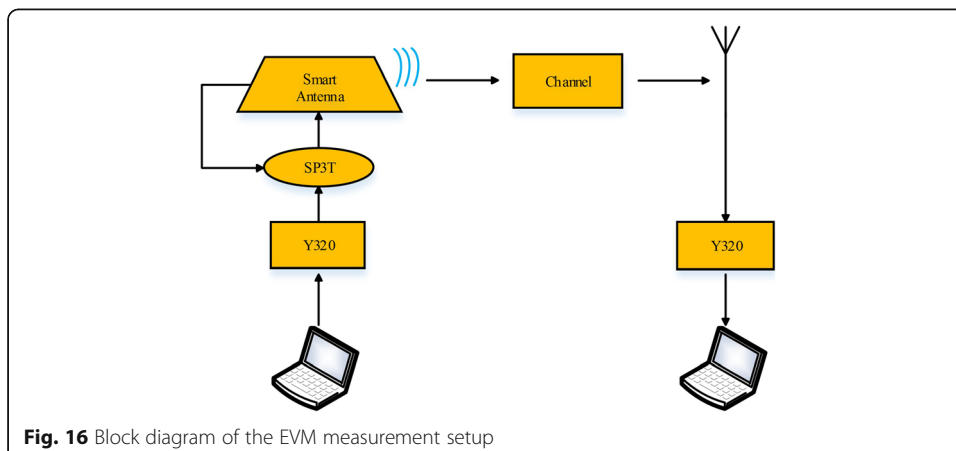 Smart
Antenna
Channel
SP3T
Y320
Y320
Fig. 16 Block diagram of the EVM measurement setup